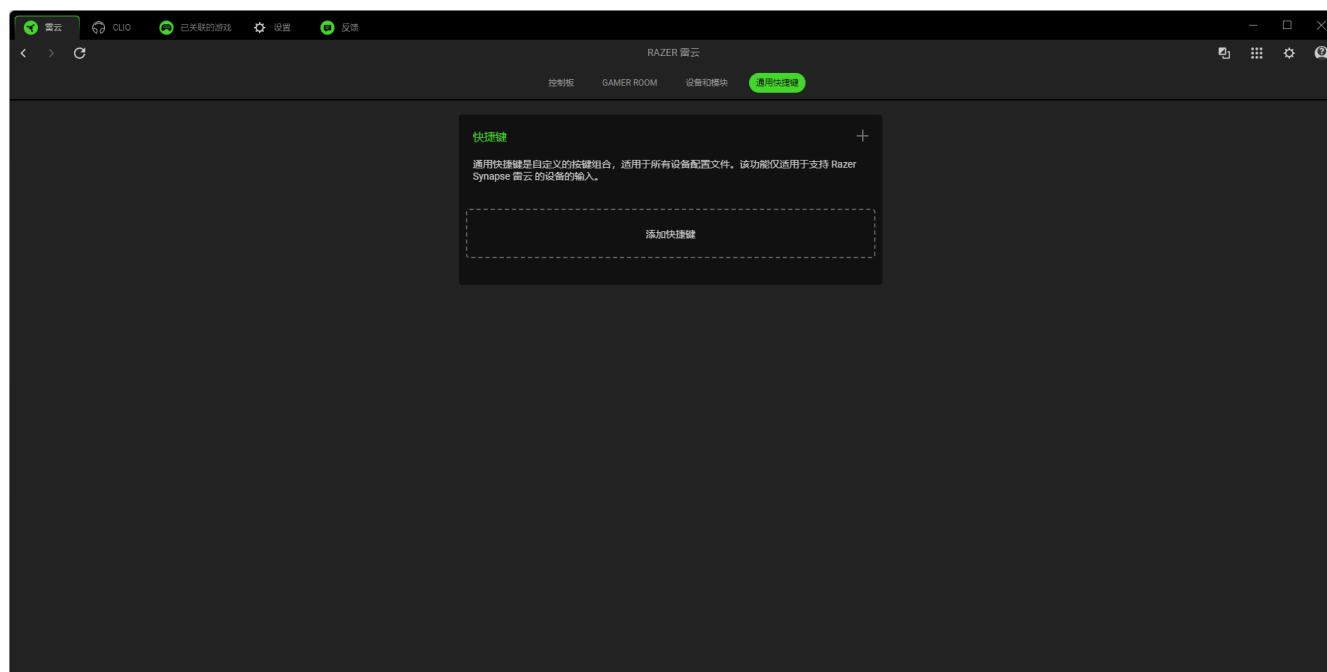 雷云 CLIO 已关联的游戏 设置 反馈
RAZER 雷云
控制板 GAMER ROOM 设备和模块 通用快捷键
快捷键
通用快捷键是自定义的按键组合，适用于所有设备配置文件。该功能仅适用于支持 Razer
Synapse 雷云 的设备的输入。
添加快捷键